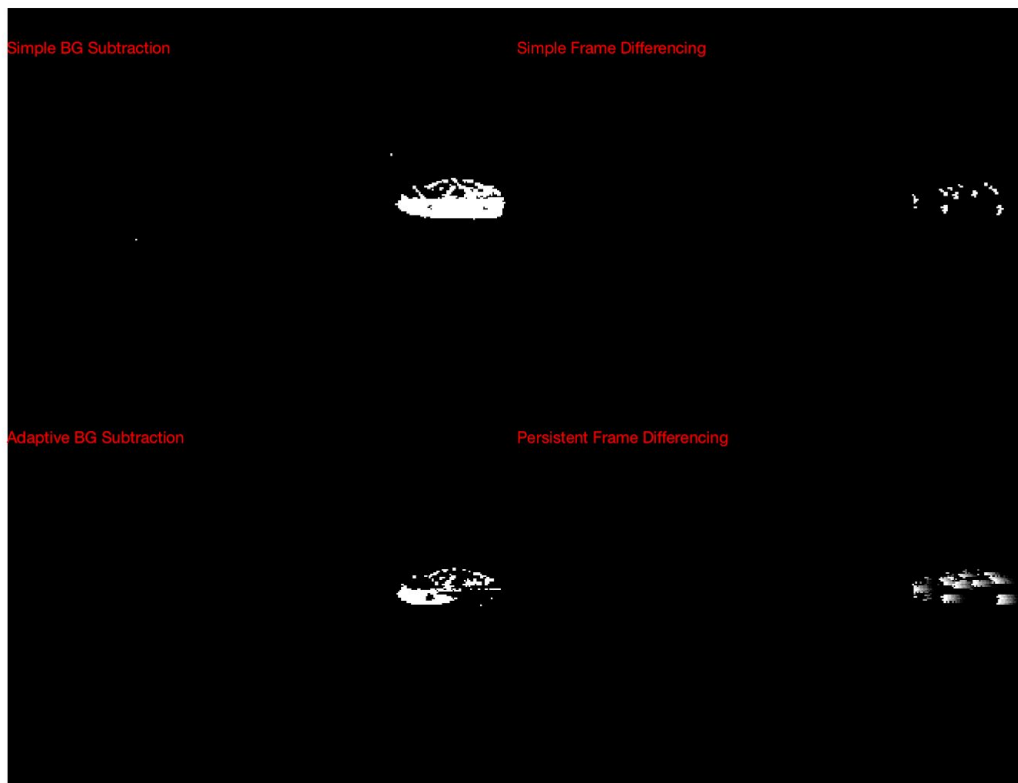 Simple BG Subtraction
Simple Frame Differencing
Adaptive BG Subtraction
Persistent Frame Differencing